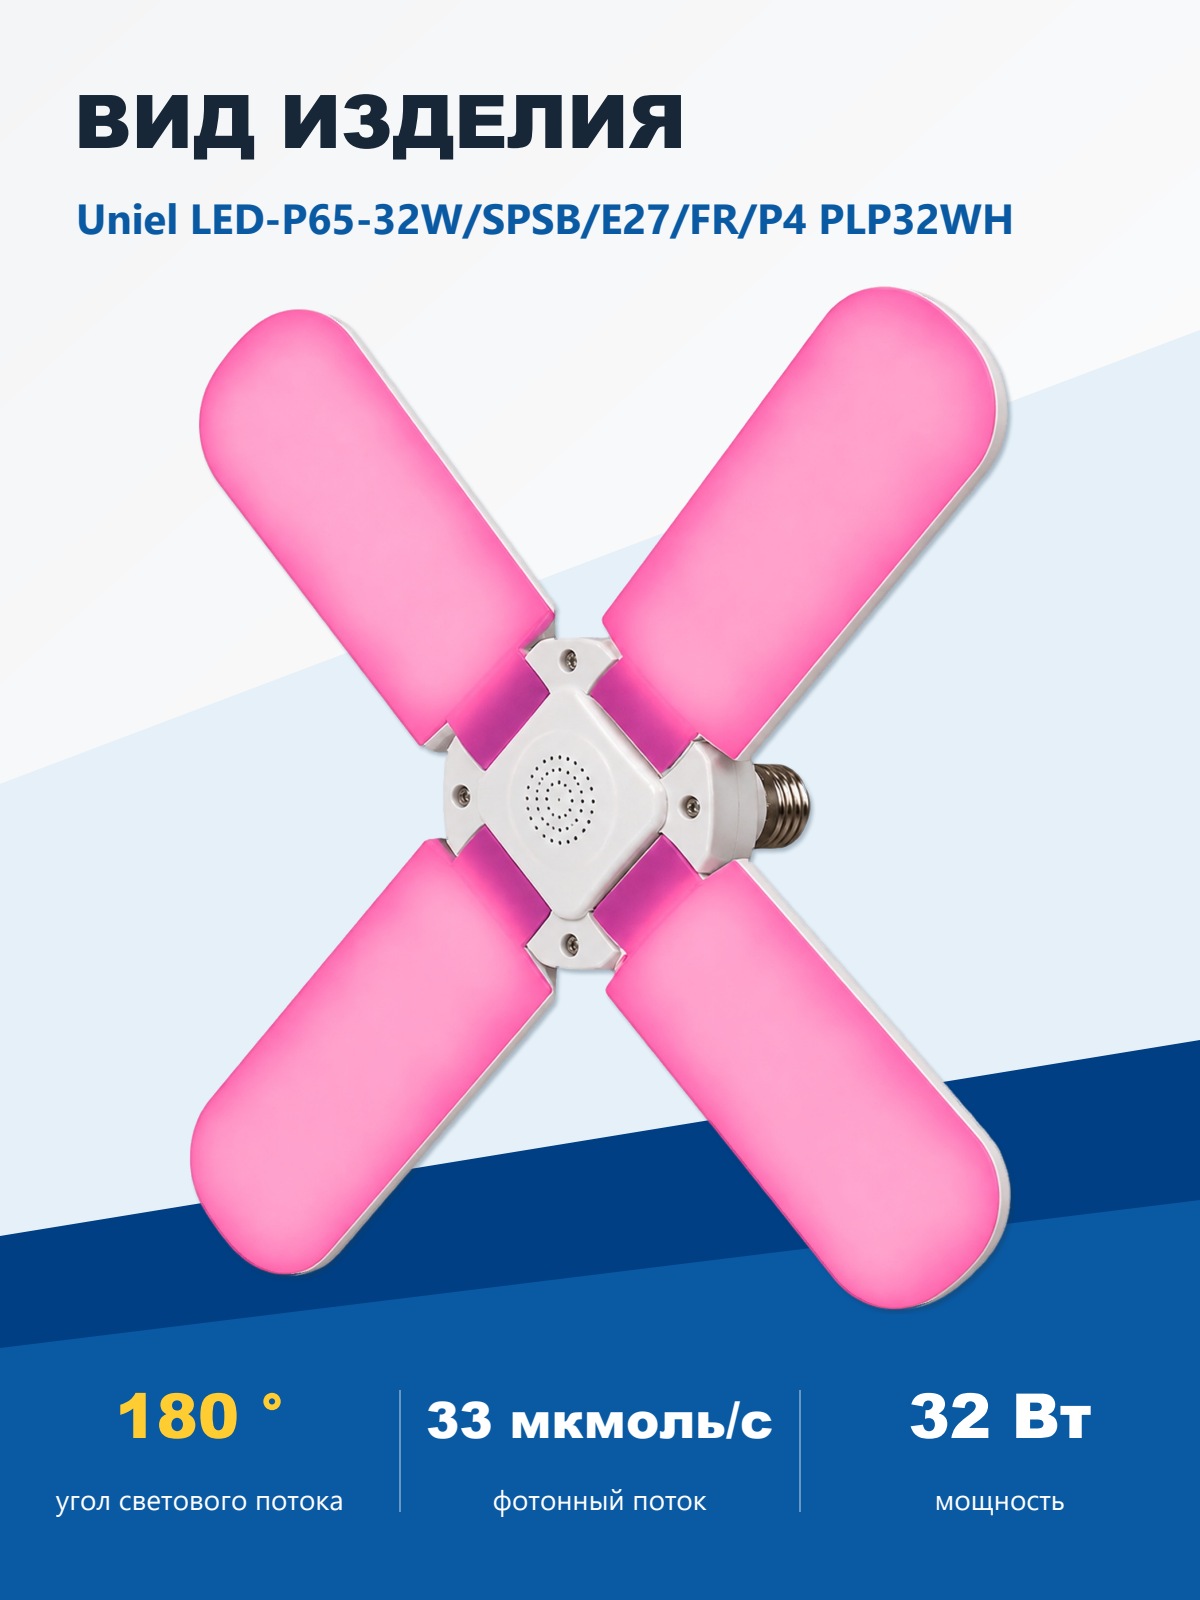 ВИД ИЗДЕЛИЯ
Uniel LED-P65-32W/SPSB/E27/FR/P4 PLP32WH
180 °
33 мкмоль/с
32 Вт
угол светового потока
фотонный поток
мощность